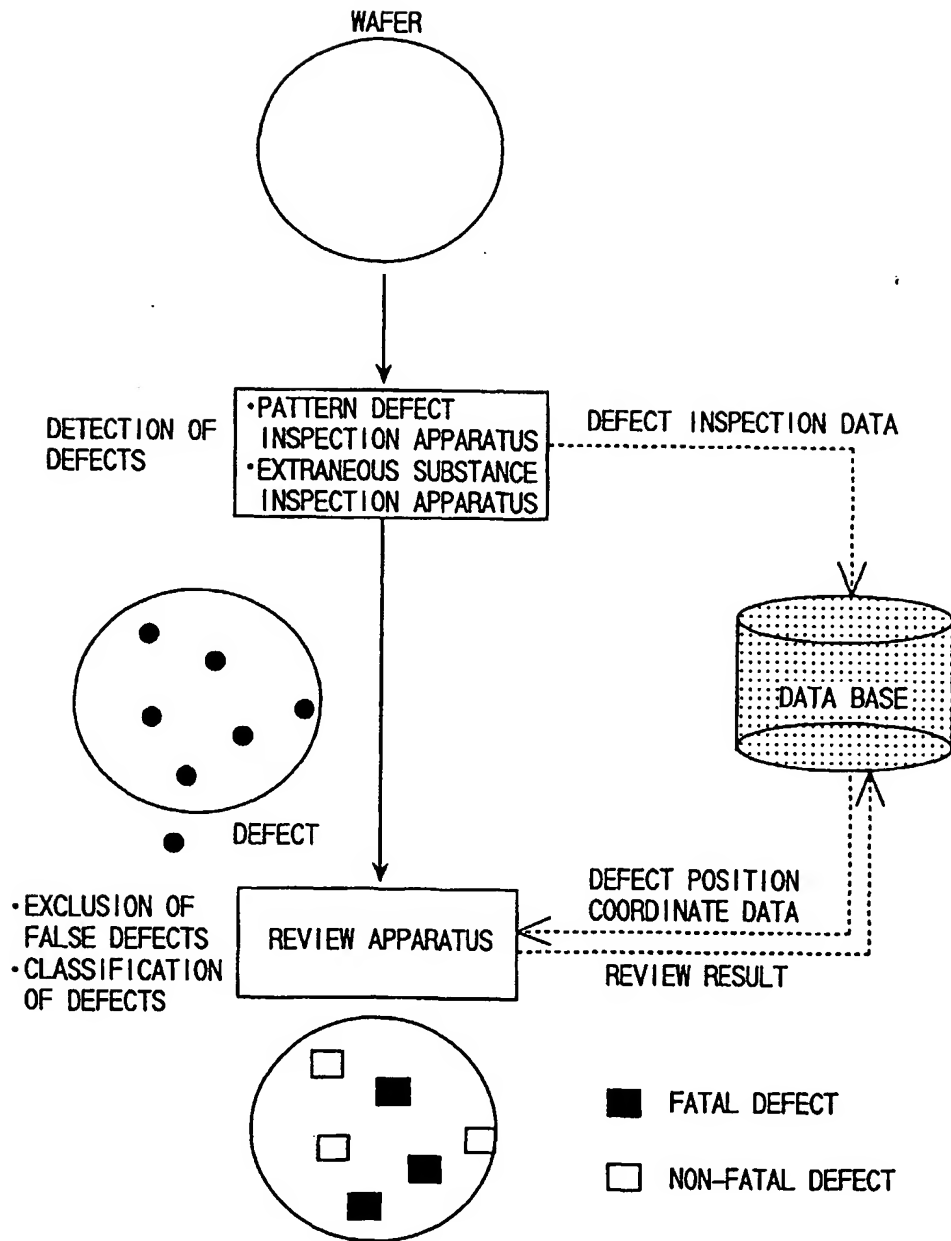 WAFER
DETECTION OF
DEFECTS
・PATTERN DEFECT
INSPECTION APPARATUS
・EXTRANEOUS SUBSTANCE
INSPECTION APPARATUS
DEFECT INSPECTION DATA
DATA BASE
DEFECT
・EXCLUSION OF
FALSE DEFECTS
・CLASSIFICATION
OF DEFECTS
REVIEW APPARATUS
DEFECT POSITION
COORDINATE DATA
REVIEW RESULT
FATAL DEFECT
NON-FATAL DEFECT